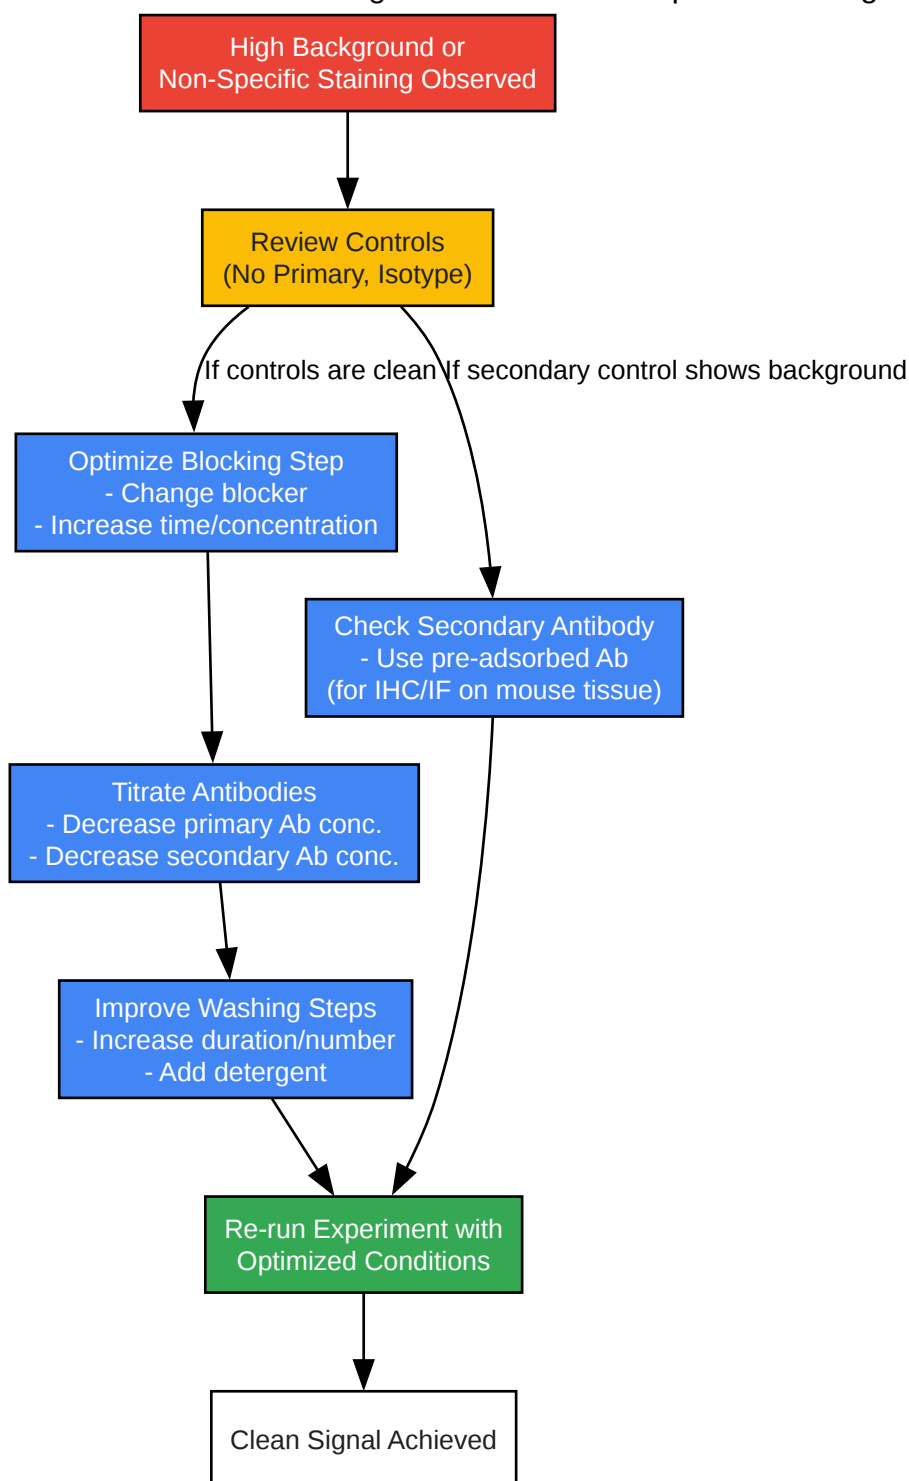 High Background or
Non-Specific Staining Observed
Review Controls
(No Primary, Isotype)
If controls are clean
If secondary control shows background
Optimize Blocking Step
- Change blocker
- Increase time/concentration
Check Secondary Antibody
- Use pre-adsorbed Ab
(for IHC/IF on mouse tissue)
Titrate Antibodies
- Decrease primary Ab conc.
- Decrease secondary Ab conc.
Improve Washing Steps
- Increase duration/number
- Add detergent
Re-run Experiment with
Optimized Conditions
Clean Signal Achieved